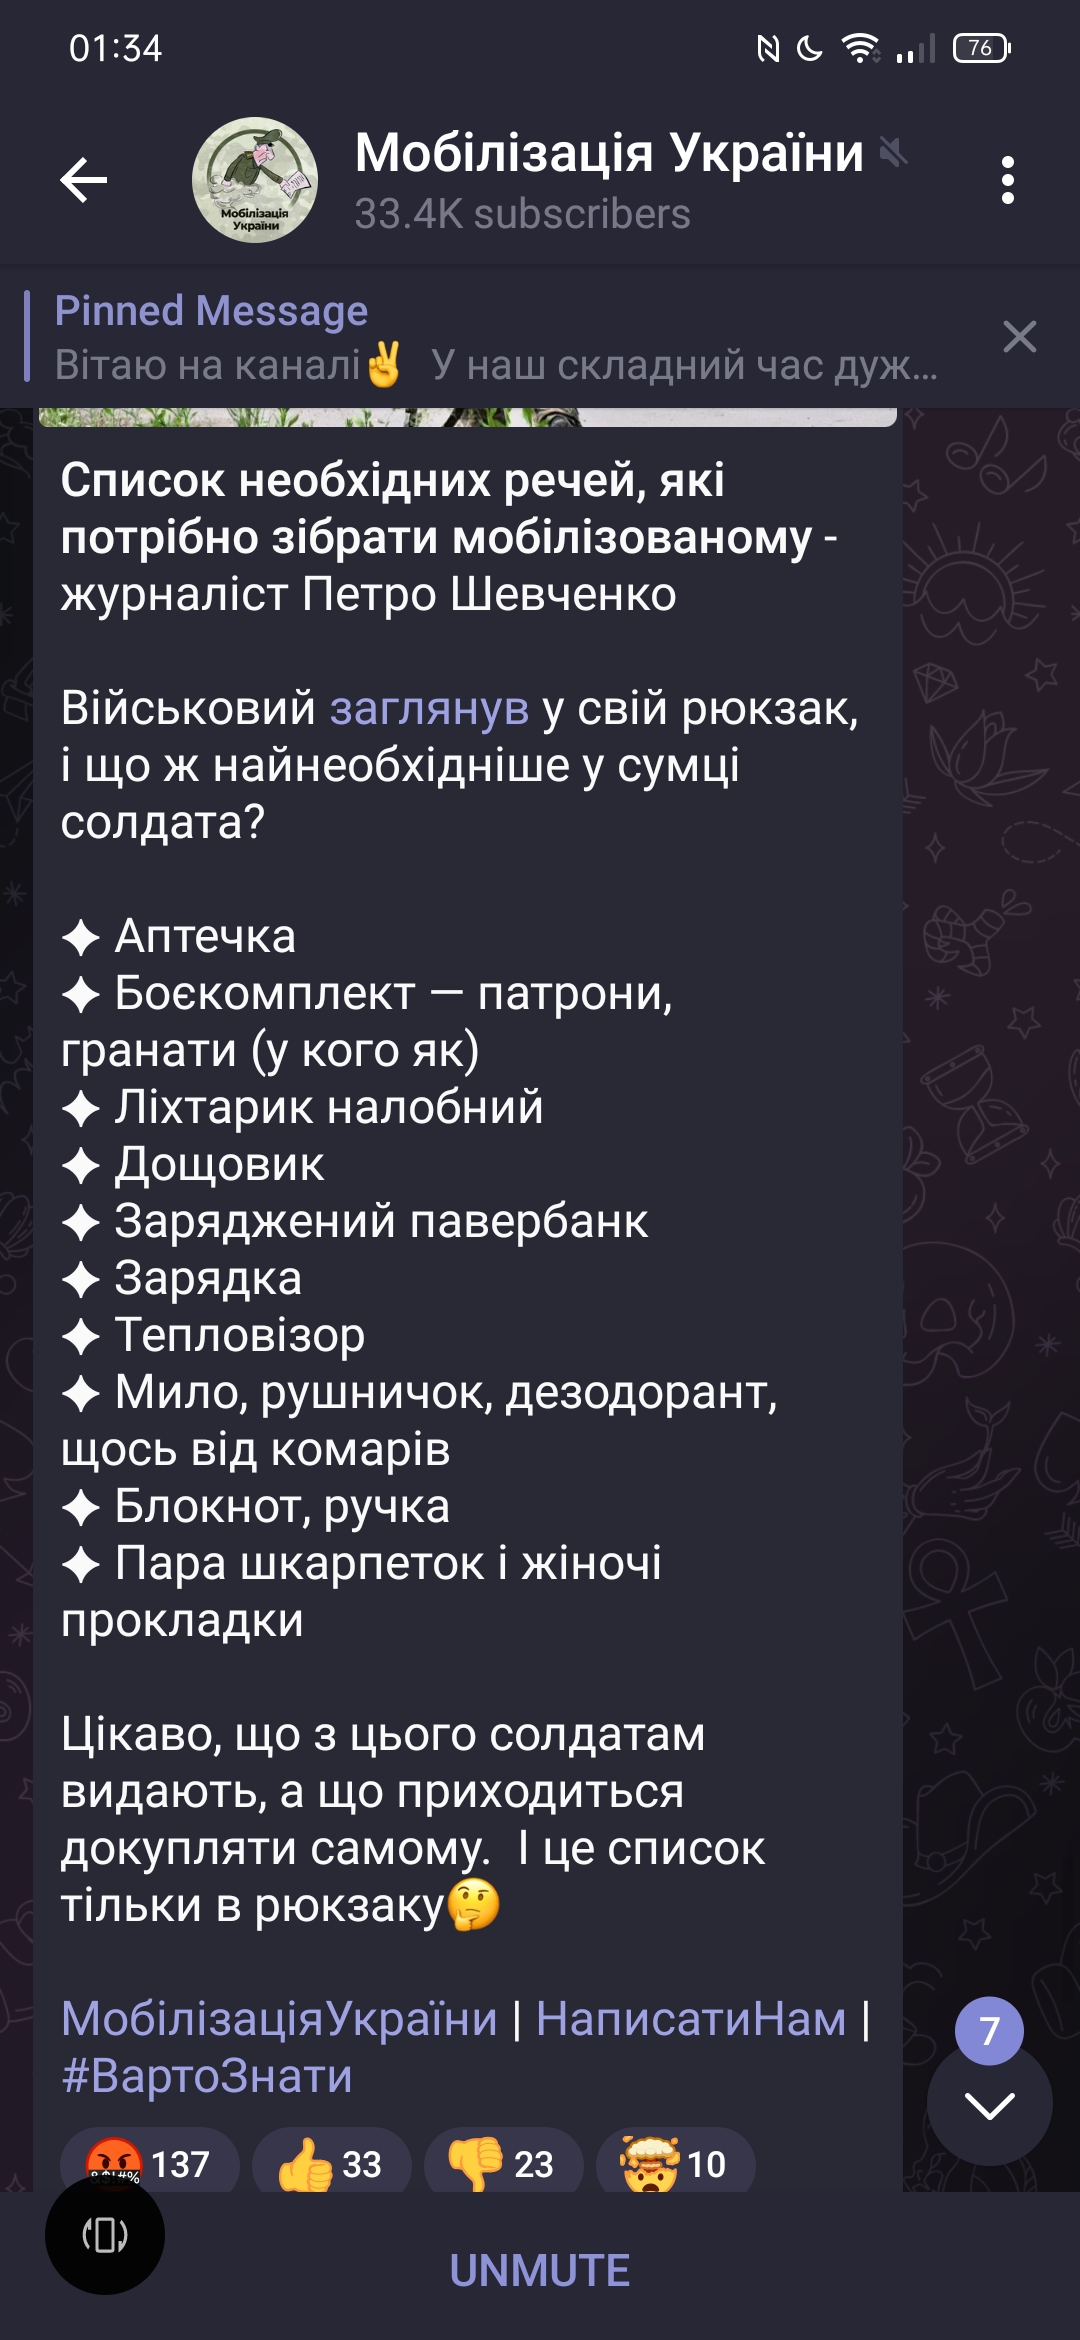 01:34
76
Мобілізація України
33.4K subscribers
Мобілізація
України
Pinned Message
Вітаю на каналі✌️ У наш складний час дуж...
Список необхідних речей, які
потрібно зібрати мобілізованому -
журналіст Петро Шевченко
Військовий заглянув у свій рюкзак,
і що ж найнеобхідніше у сумці
солдата?
✦ Аптечка
✦ Боєкомплект — патрони,
гранати (у кого як)
✦ Ліхтарик налобний
✦ Дощовик
✦ Заряджений павербанк
✦ Зарядка
✦ Тепловізор
✦ Мило, рушничок, дезодорант,
щось від комарів
✦ Блокнот, ручка
✦ Пара шкарпеток і жіночі
прокладки
Цікаво, що з цього солдатам
видають, а що приходиться
докупляти самому.  І це список
тільки в рюкзаку🤔
МобілізаціяУкраїни | НаписатиНам |
#ВартоЗнати
7
🤬 137 👍 33 👎 23 🤯 10
UNMUTE